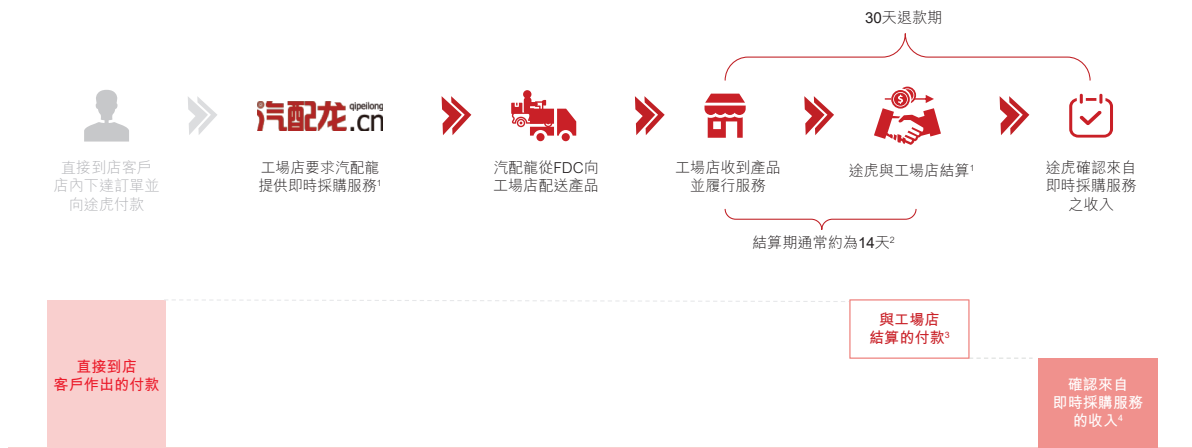 30天退款期
qipeilong
汽配龙.cn
直接到店客戶
店內下達訂單並
向途虎付款
工場店要求汽配龍
提供即時採購服務1
汽配龍從FDC向
工場店配送產品
工場店收到產品
並履行服務
途虎與工場店結算1
途虎確認來自
即時採購服務
之收入
結算期通常約為14天2
直接到店
客戶作出的付款
與工場店
結算的付款3
確認來自
即時採購服務
的收入4